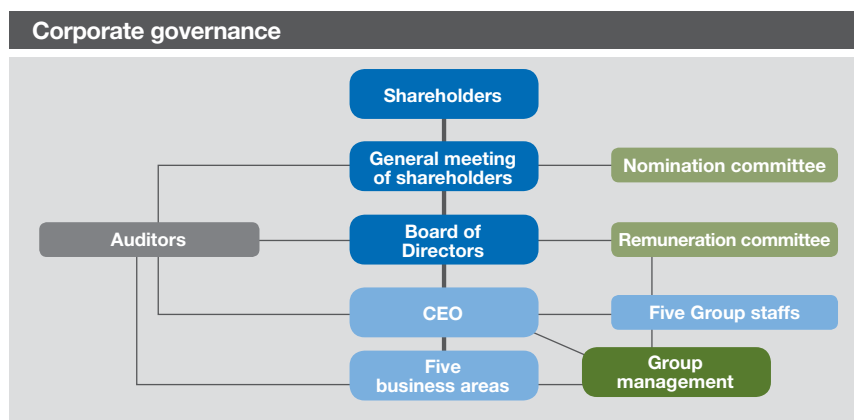 Corporate governance
Shareholders
General meeting
of shareholders
Nomination committee
Auditors
Board of
Directors
Remuneration committee
CEO
Five Group staffs
Five
business areas
Group
management